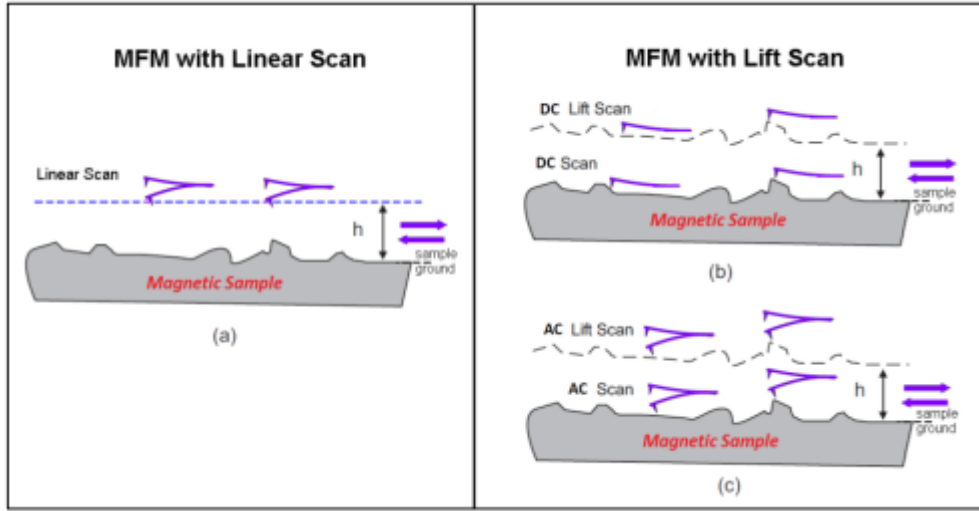 MFM with Linear Scan
Linear Scan
h
sample
ground
Magnetic Sample
(a)
MFM with Lift Scan
DC Lift Scan
DC Scan
h
sample
ground
Magnetic Sample
(b)
AC Lift Scan
AC Scan
h
sample
ground
Magnetic Sample
(c)